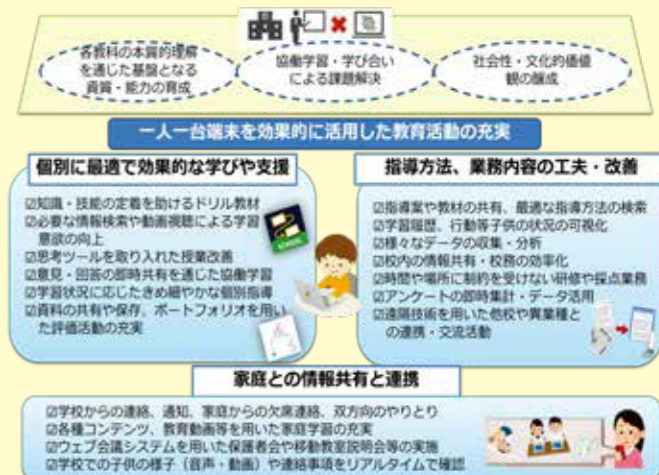 各教科の本質的理解
を通じた基盤となる
資質・能力の育成
協働学習・学び合い
による課題解決
社会性・文化的価値
観の醸成
一人一台端末を効果的に活用した教育活動の充実
個別に最適で効果的な学びや支援
☑知識・技能の定着を助けるドリル教材
☑必要な情報検索や動画視聴による学習
意欲の向上
☑思考ツールを取り入れた授業改善
☑意見・回答の即時共有を通じた協働学習
☑学習状況に応じたきめ細やかな個別指導
☑資料の共有や保存、ポートフォリオを用い
た評価活動の充実
指導方法、業務内容の工夫・改善
☑指導案や教材の共有、最適な指導方法の検索
☑学習履歴、行動等子供の状況の可視化
☑様々なデータの収集・分析
☑校内の情報共有・校務の効率化
☑時間や場所に制約を受けない研修や採点業務
☑アンケートの即時集計・データ活用
☑遠隔技術を用いた他校や異業種と
の連携・交流活動
家庭との情報共有と連携
☑学校からの連絡、通知、家庭からの欠席連絡、双方向のやりとり
☑各種コンテンツ、教育動画等を用いた家庭学習の充実
☑ウェブ会議システムを用いた保護者会や移動教室説明会等の実施
☑学校での子供の様子（音声・動画）や連絡事項をリアルタイムで確認